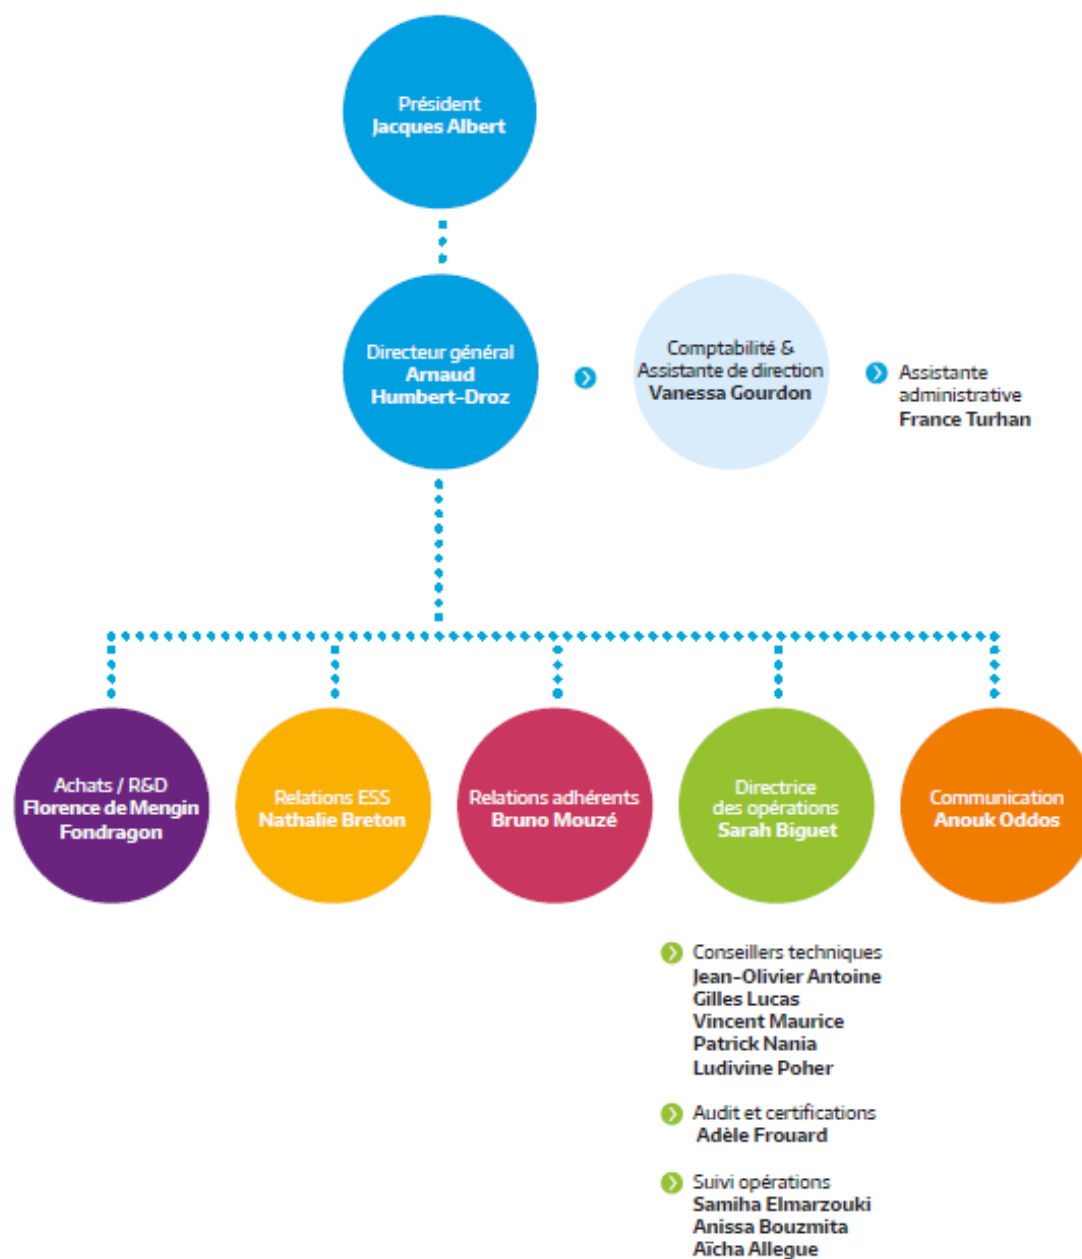 Président
Jacques Albert
Directeur général
Arnaud
Humbert-Droz
Comptabilité &
Assistante de direction
Vanessa Gourdon
Assistante
administrative
France Turhan
Achats / R&D
Florence de Mengin
Fondragon
Relations ESS
Nathalie Breton
Relations adhérents
Bruno Mouzé
Directrice
des opérations
Sarah Biguet
Communication
Anouk Oddos
Conseillers techniques
Jean-Olivier Antoine
Gilles Lucas
Vincent Maurice
Patrick Nania
Ludivine Poher
Audit et certifications
Adèle Frouard
Suivi opérations
Samiha Elmarzouki
Anissa Bouzmita
Aïcha Allegue